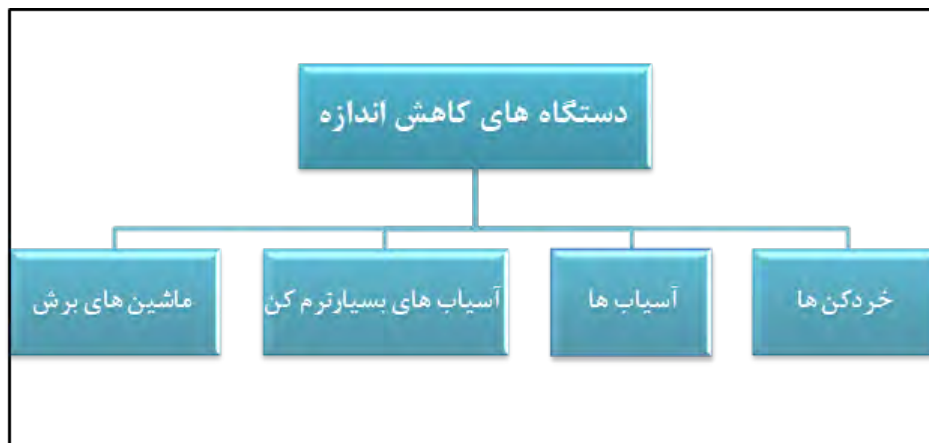 دستگاه های کاهش اندازه
خردکن ها
آسیاب ها
آسیاب های بسیارنرم کن
ماشین های برش